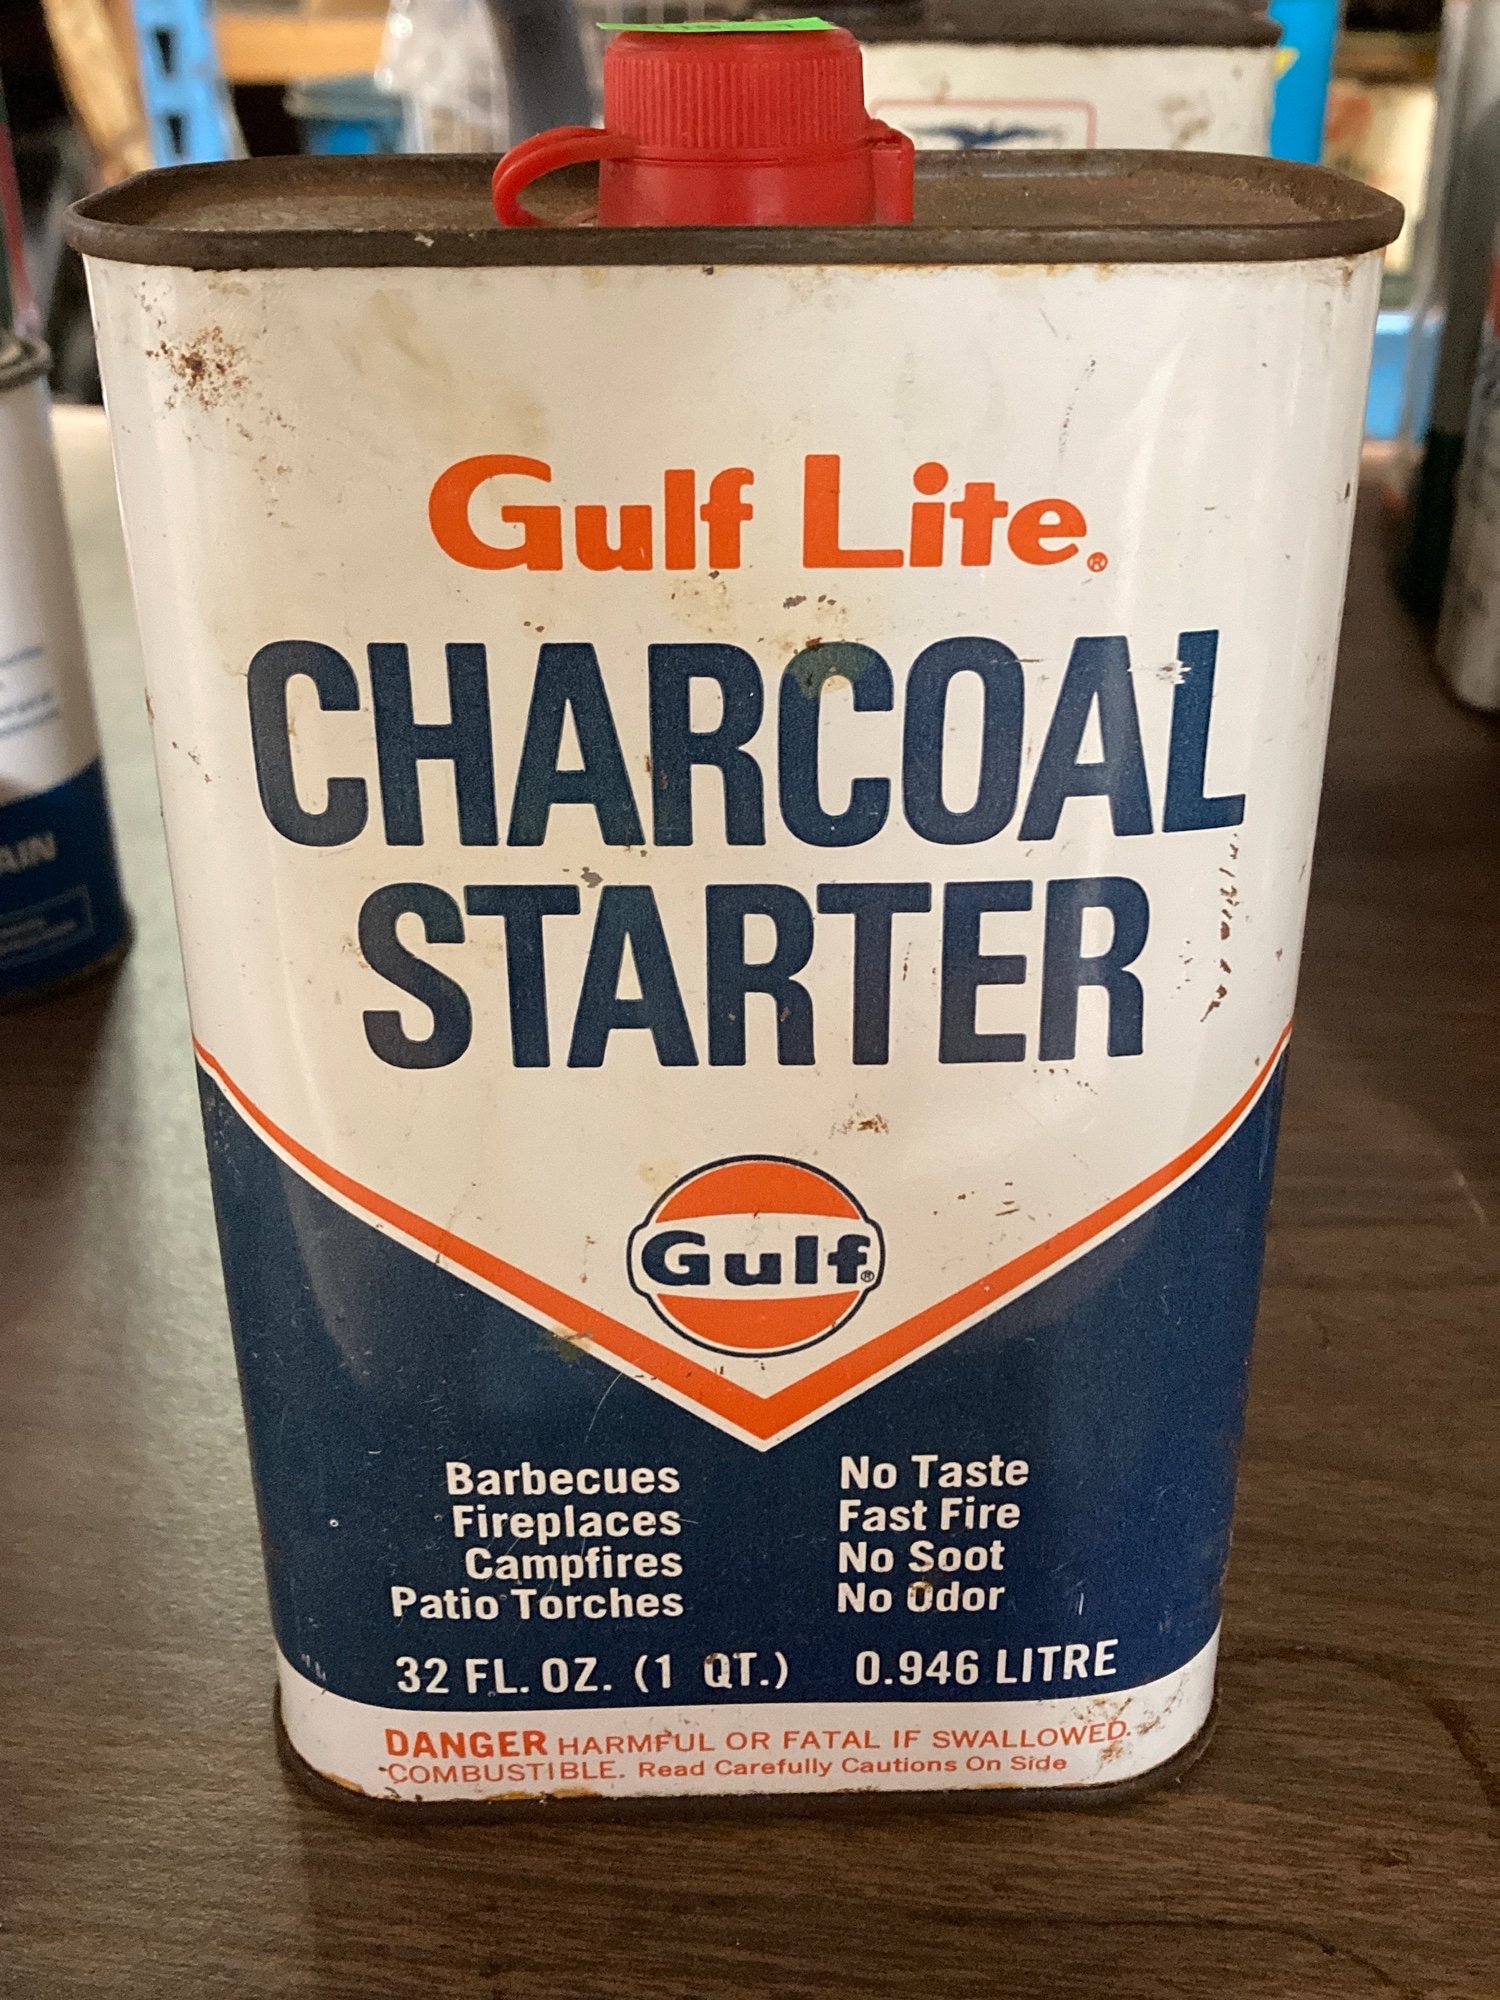 Gulf Lite®
CHARCOAL
STARTER
Gulf®
Barbecues
Fireplaces
Campfires
Patio Torches
No Taste
Fast Fire
No Soot
No Odor
32 FL. OZ. (1 QT.) 0.946 LITRE
DANGER HARMFUL OR FATAL IF SWALLOWED.
COMBUSTIBLE. Read Carefully Cautions On Side
AIN